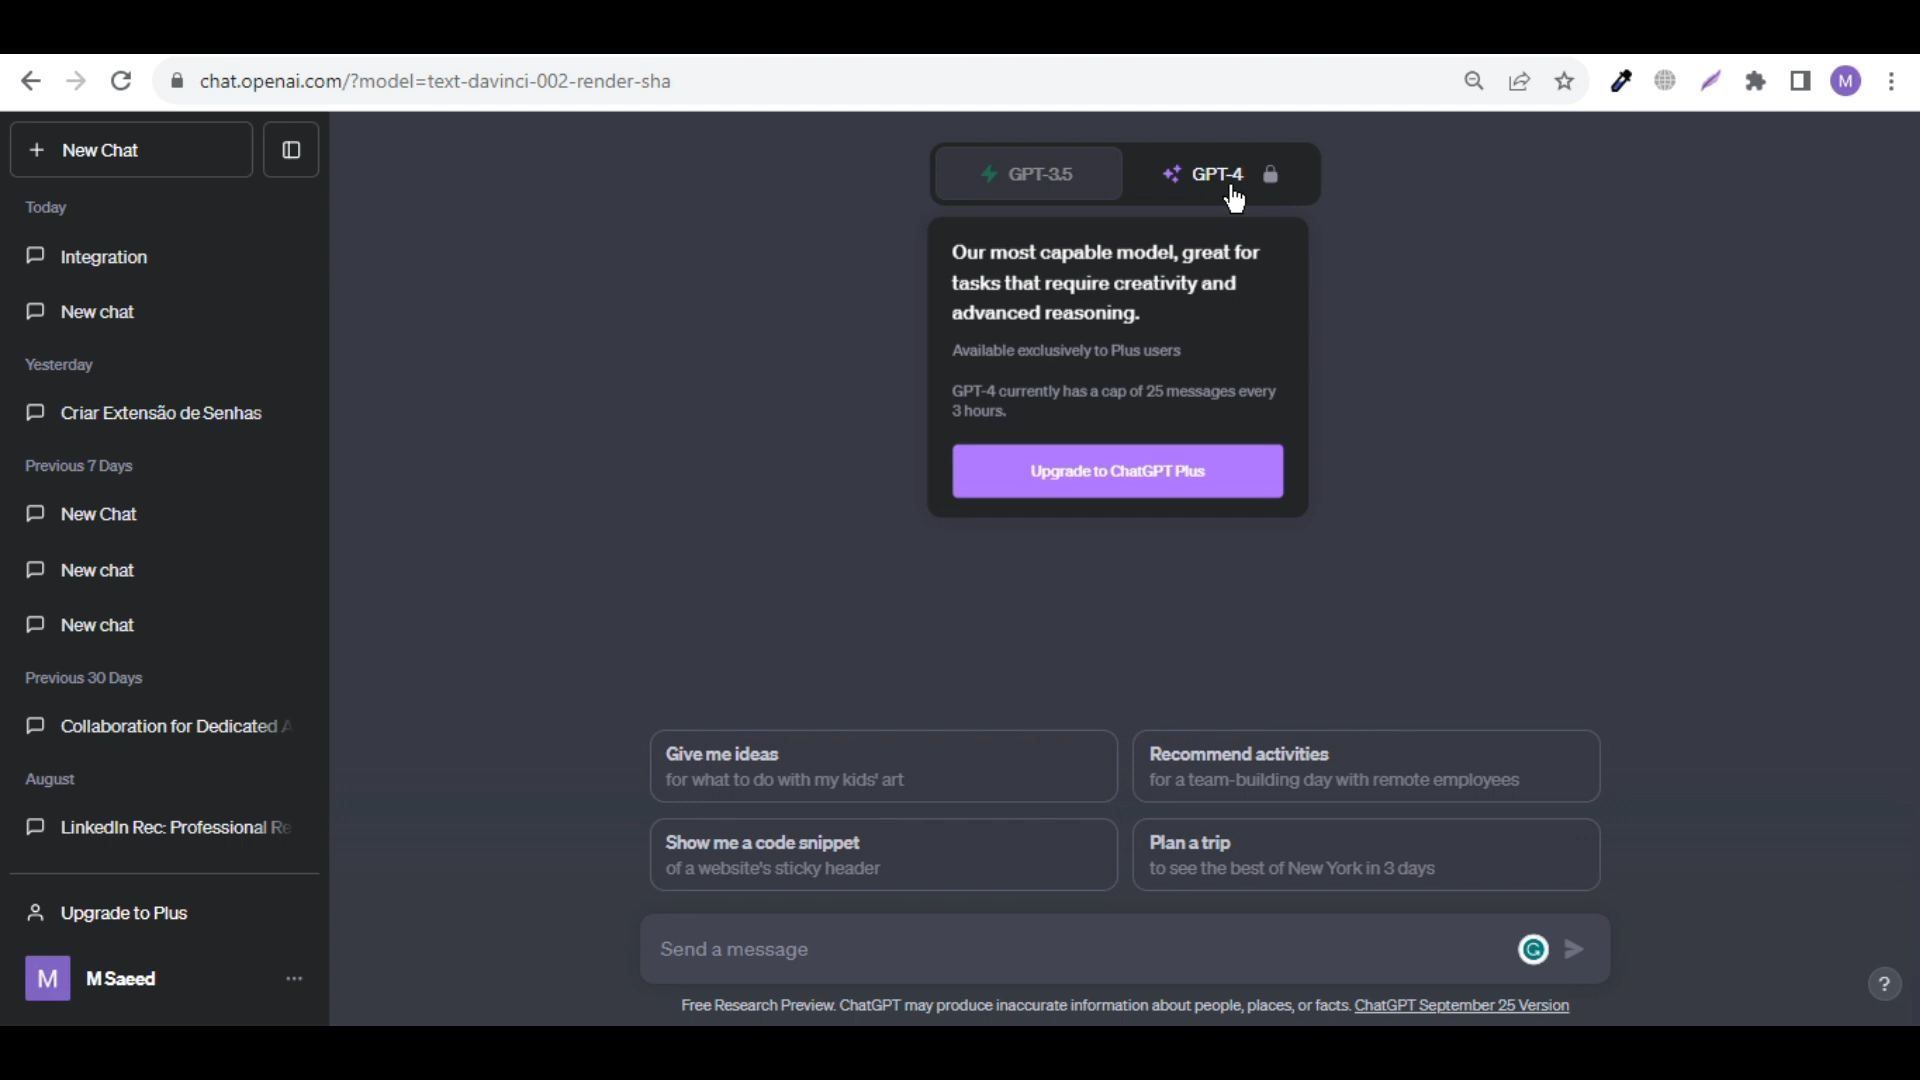 chat.openai.com/?model=text-davinci-002-render-sha
M
New Chat
Today
Integration
New chat
Yesterday
Criar Extensão de Senhas
Previous 7 Days
New Chat
New chat
New chat
Previous 30 Days
Collaboration for Dedicated A
August
LinkedIn Rec: Professional Re
Upgrade to Plus
M
M Saeed
GPT-3.5
GPT-4
Our most capable model, great for
tasks that require creativity and
advanced reasoning.
Available exclusively to Plus users
GPT-4 currently has a cap of 25 messages every
3 hours.
Upgrade to ChatGPT Plus
Give me ideas
for what to do with my kids' art
Recommend activities
for a team-building day with remote employees
Show me a code snippet
of a website's sticky header
Plan a trip
to see the best of New York in 3 days
Send a message
Free Research Preview. ChatGPT may produce inaccurate information about people, places, or facts. ChatGPT September 25 Version
?